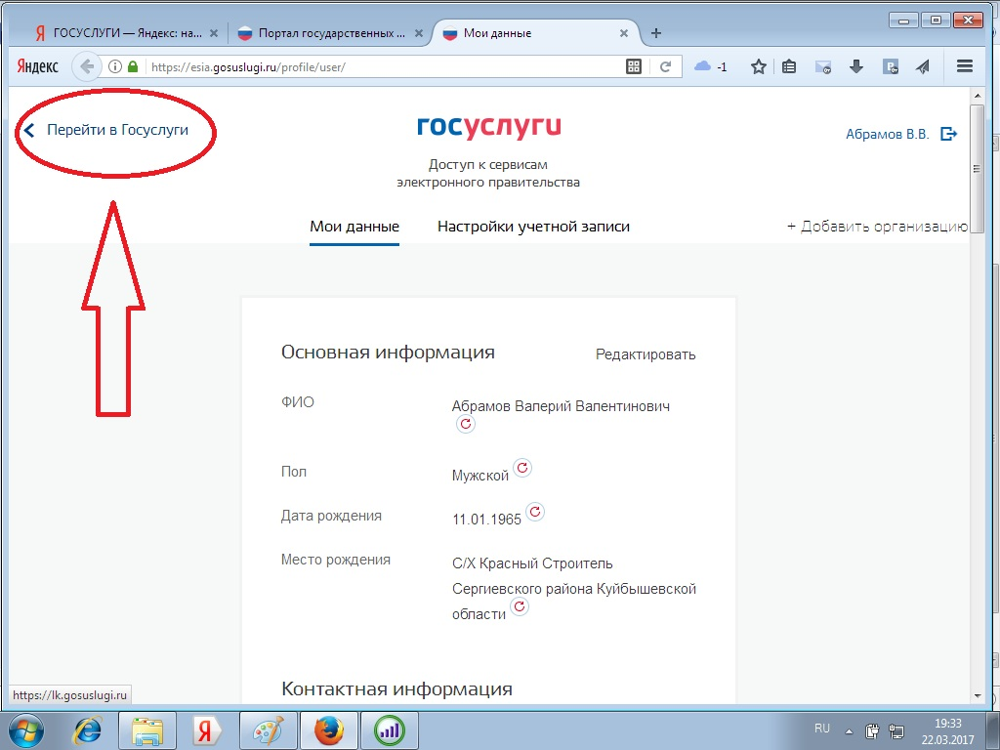 ГОСУСЛУГИ — Яндекс: на...
Портал государственных ...
Мои данные
Яндекс
https://esia.gosuslugi.ru/profile/user/
-1
Перейти в Госуслуги
госуслуги
Абрамов В.В.
Доступ к сервисам
электронного правительства
Мои данные
Настройки учетной записи
+ Добавить организацию
Основная информация
Редактировать
ФИО
Абрамов Валерий Валентинович
Пол
Мужской
Дата рождения
11.01.1965
Место рождения
С/Х Красный Строитель
Сергиевского района Куйбышевской
области
Контактная информация
https://lk.gosuslugi.ru
RU
19:33
22.03.2017